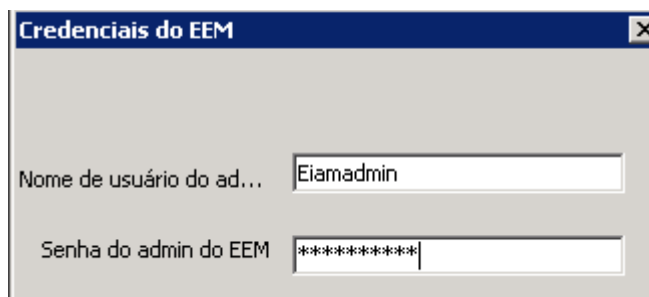 Credenciais do EEM
Nome de usuário do ad... Eiamadmin
Senha do admin do EEM **********